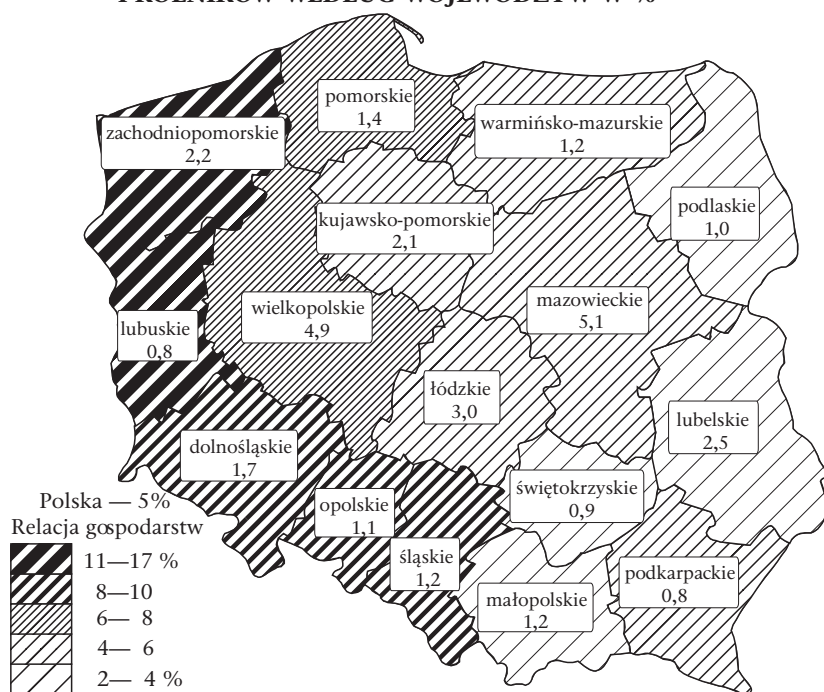 pomorskie
1,4
warmińsko-mazurskie
1,2
zachodniopomorskie
2,2
podlaskie
1,0
kujawsko-pomorskie
2,1
wielkopolskie
4,9
mazowieckie
5,1
lubuskie
0,8
łódzkie
3,0
lubelskie
2,5
dolnośląskie
1,7
świętokrzyskie
0,9
opolskie
1,1
śląskie
1,2
podkarpackie
0,8
małopolskie
1,2
Polska — 5%
Relacja gospodarstw
11—17 %
8—10
6— 8
4— 6
2— 4 %